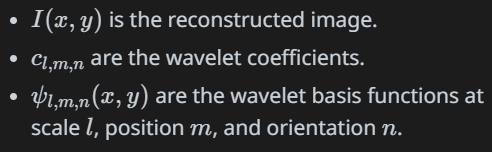 • I(x, y) is the reconstructed image.
• c_{l,m,n} are the wavelet coefficients.
• ψ_{l,m,n}(x, y) are the wavelet basis functions at
scale l, position m, and orientation n.